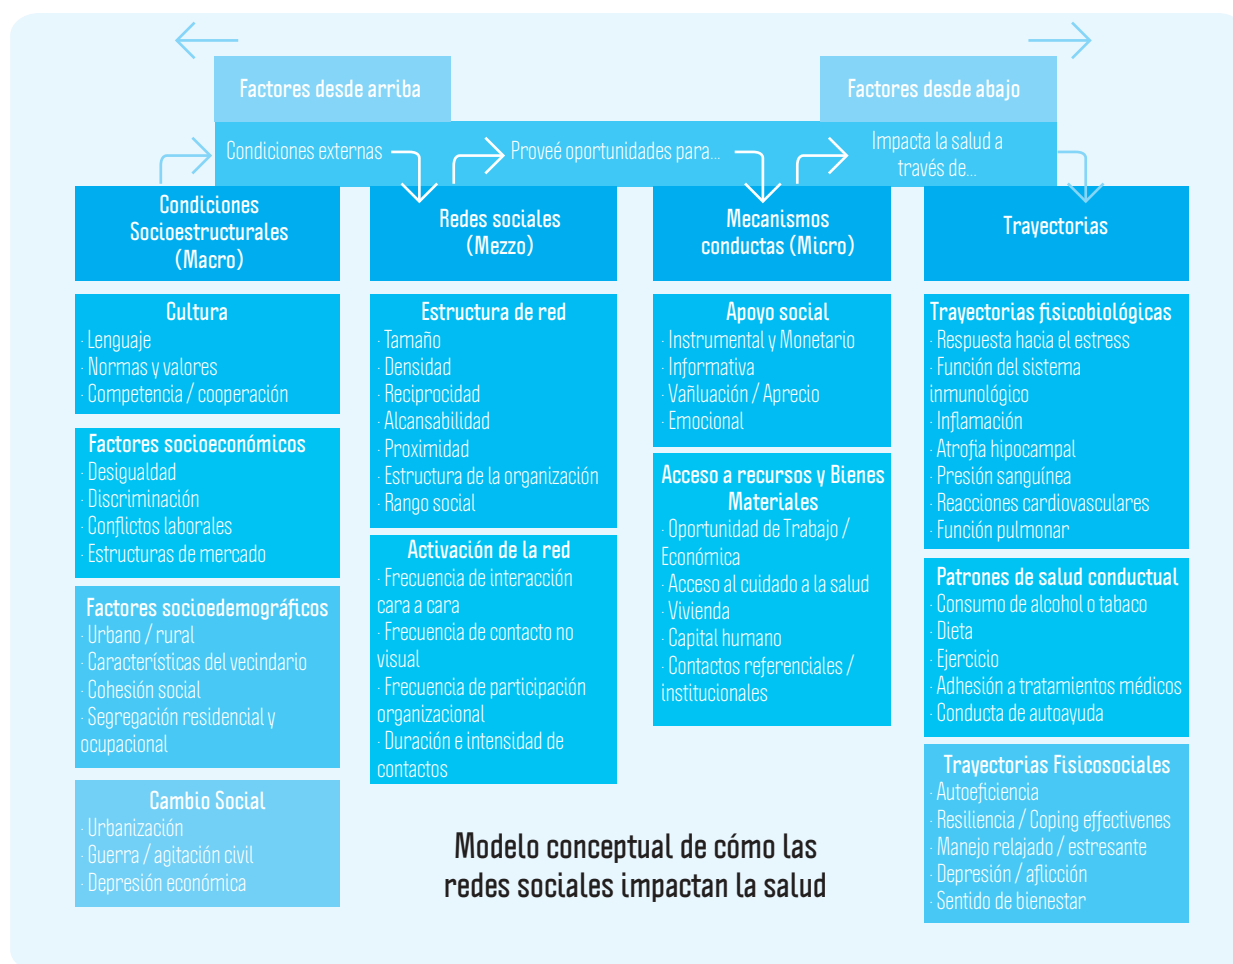 Factores desde arriba
Factores desde abajo
Condiciones externas
Proveé oportunidades para...
Impacta la salud a
través de...
Condiciones
Socioestructurales
(Macro)
Redes sociales
(Mezzo)
Mecanismos
conductas (Micro)
Trayectorias
Cultura
· Lenguaje
· Normas y valores
· Competencia / cooperación
Factores socioeconómicos
· Desigualdad
· Discriminación
· Conflictos laborales
· Estructuras de mercado
Factores socioedemográficos
· Urbano / rural
· Características del vecindario
· Cohesión social
· Segregación residencial y
ocupacional
Cambio Social
· Urbanización
· Guerra / agitación civil
· Depresión económica
Estructura de red
· Tamaño
· Densidad
· Reciprocidad
· Alcansabilidad
· Proximidad
· Estructura de la organización
· Rango social
Activación de la red
· Frecuencia de interacción
cara a cara
· Frecuencia de contacto no
visual
· Frecuencia de participación
organizacional
· Duración e intensidad de
contactos
Apoyo social
· Instrumental y Monetario
· Informativa
· Vañluación / Aprecio
· Emocional
Acceso a recursos y Bienes
Materiales
· Oportunidad de Trabajo /
Económica
· Acceso al cuidado a la salud
· Vivienda
· Capital humano
· Contactos referenciales /
institucionales
Trayectorias fisicobiológicas
· Respuesta hacia el estress
· Función del sistema
inmunológico
· Inflamación
· Atrofia hipocampal
· Presión sanguínea
· Reacciones cardiovasculares
· Función pulmonar
Patrones de salud conductual
· Consumo de alcohol o tabaco
· Dieta
· Ejercicio
· Adhesión a tratamientos médicos
· Conducta de autoayuda
Trayectorias Fisicosociales
· Autoeficiencia
· Resiliencia / Coping effectivenes
· Manejo relajado / estresante
· Depresión / aflicción
· Sentido de bienestar
Modelo conceptual de cómo las
redes sociales impactan la salud